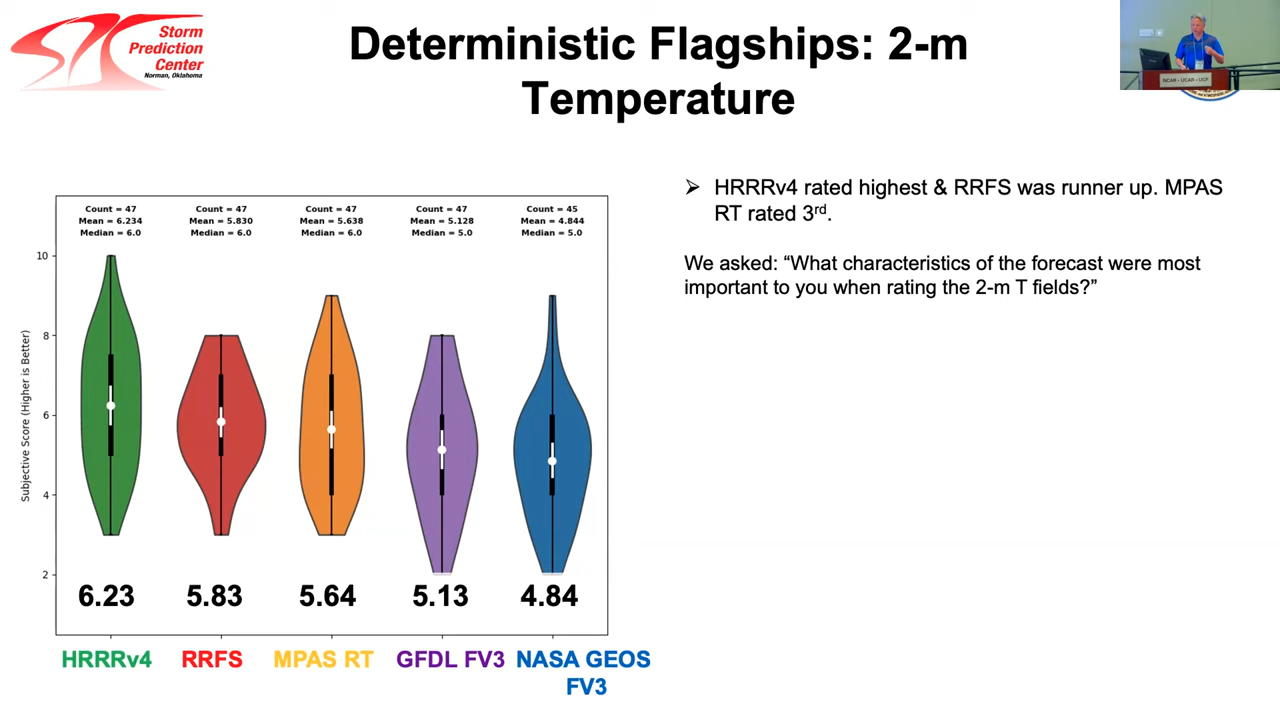 Storm
Prediction
Center
Norman, Oklahoma
Deterministic Flagships: 2-m
Temperature
NCAR • UCAR • UCP
Count = 47
Mean = 6.234
Median = 6.0
Count = 47
Mean = 5.830
Median = 6.0
Count = 47
Mean = 5.638
Median = 6.0
Count = 47
Mean = 5.128
Median = 5.0
Count = 45
Mean = 4.844
Median = 5.0
Subjective Score (Higher is Better)
10
8
6
4
2
6.23
5.83
5.64
5.13
4.84
HRRRv4
RRFS
MPAS RT
GFDL FV3
NASA GEOS
FV3
➢ HRRRv4 rated highest & RRFS was runner up. MPAS
RT rated 3rd.
We asked: “What characteristics of the forecast were most
important to you when rating the 2-m T fields?”